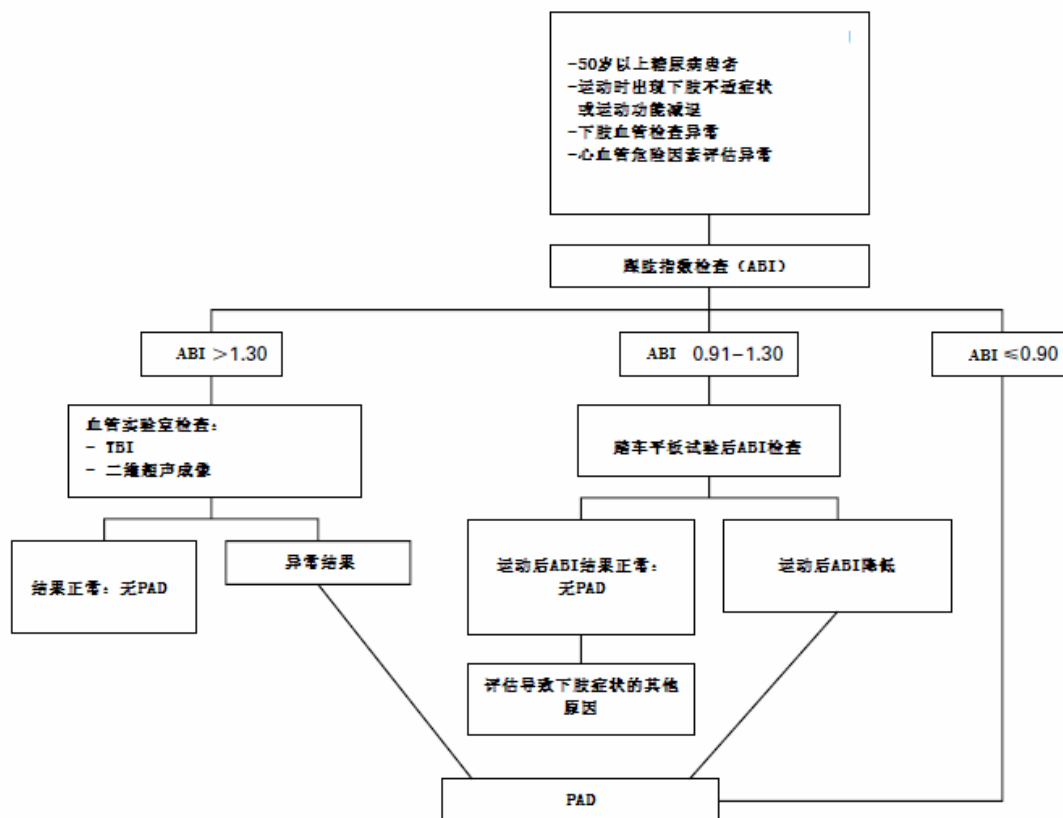 -50岁以上糖尿病患者
-运动时出现下肢不适症状
或运动功能减退
-下肢血管检查异常
-心血管危险因素评估异常
踝肱指数检查（ABI）
ABI >1.30
ABI 0.91-1.30
ABI ≤0.90
血管实验室检查：
- TBI
- 二维超声成像
踏车平板试验后ABI检查
结果正常：无PAD
异常结果
运动后ABI结果正常：
无PAD
运动后ABI降低
评估导致下肢症状的其他
原因
PAD